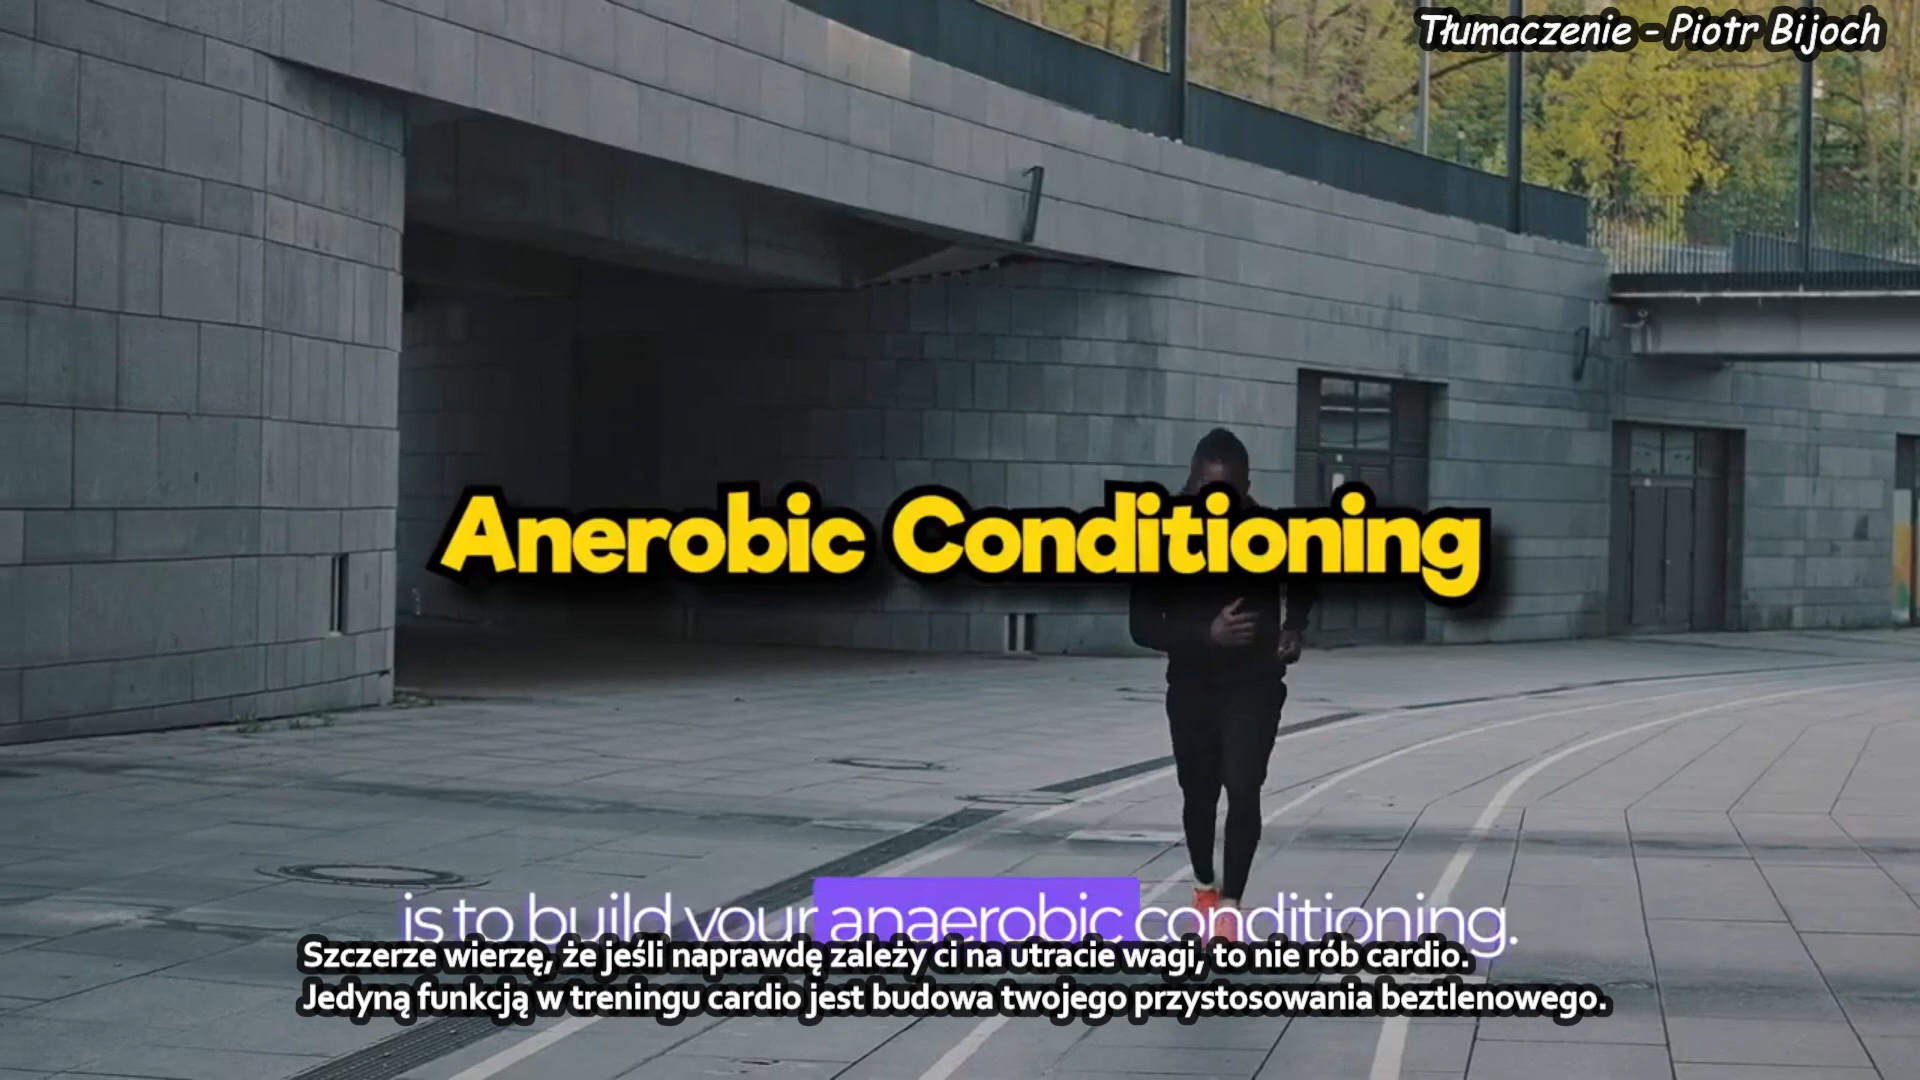 Tłumaczenie - Piotr Bijoch
Anerobic Conditioning
is to build your anaerobic conditioning.
Szczerze wierzę, że jeśli naprawdę zależy ci na utracie wagi, to nie rób cardio.
Jedyną funkcją w treningu cardio jest budowa twojego przystosowania beztlenowego.